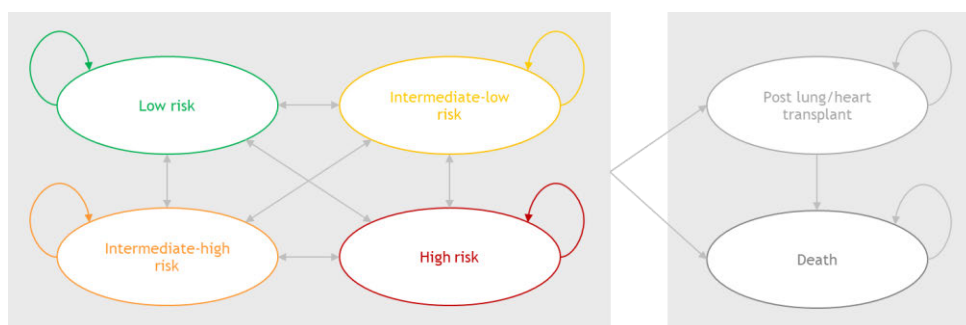 Low risk
Intermediate-low
risk
Post lung/heart
transplant
Intermediate-high
risk
High risk
Death